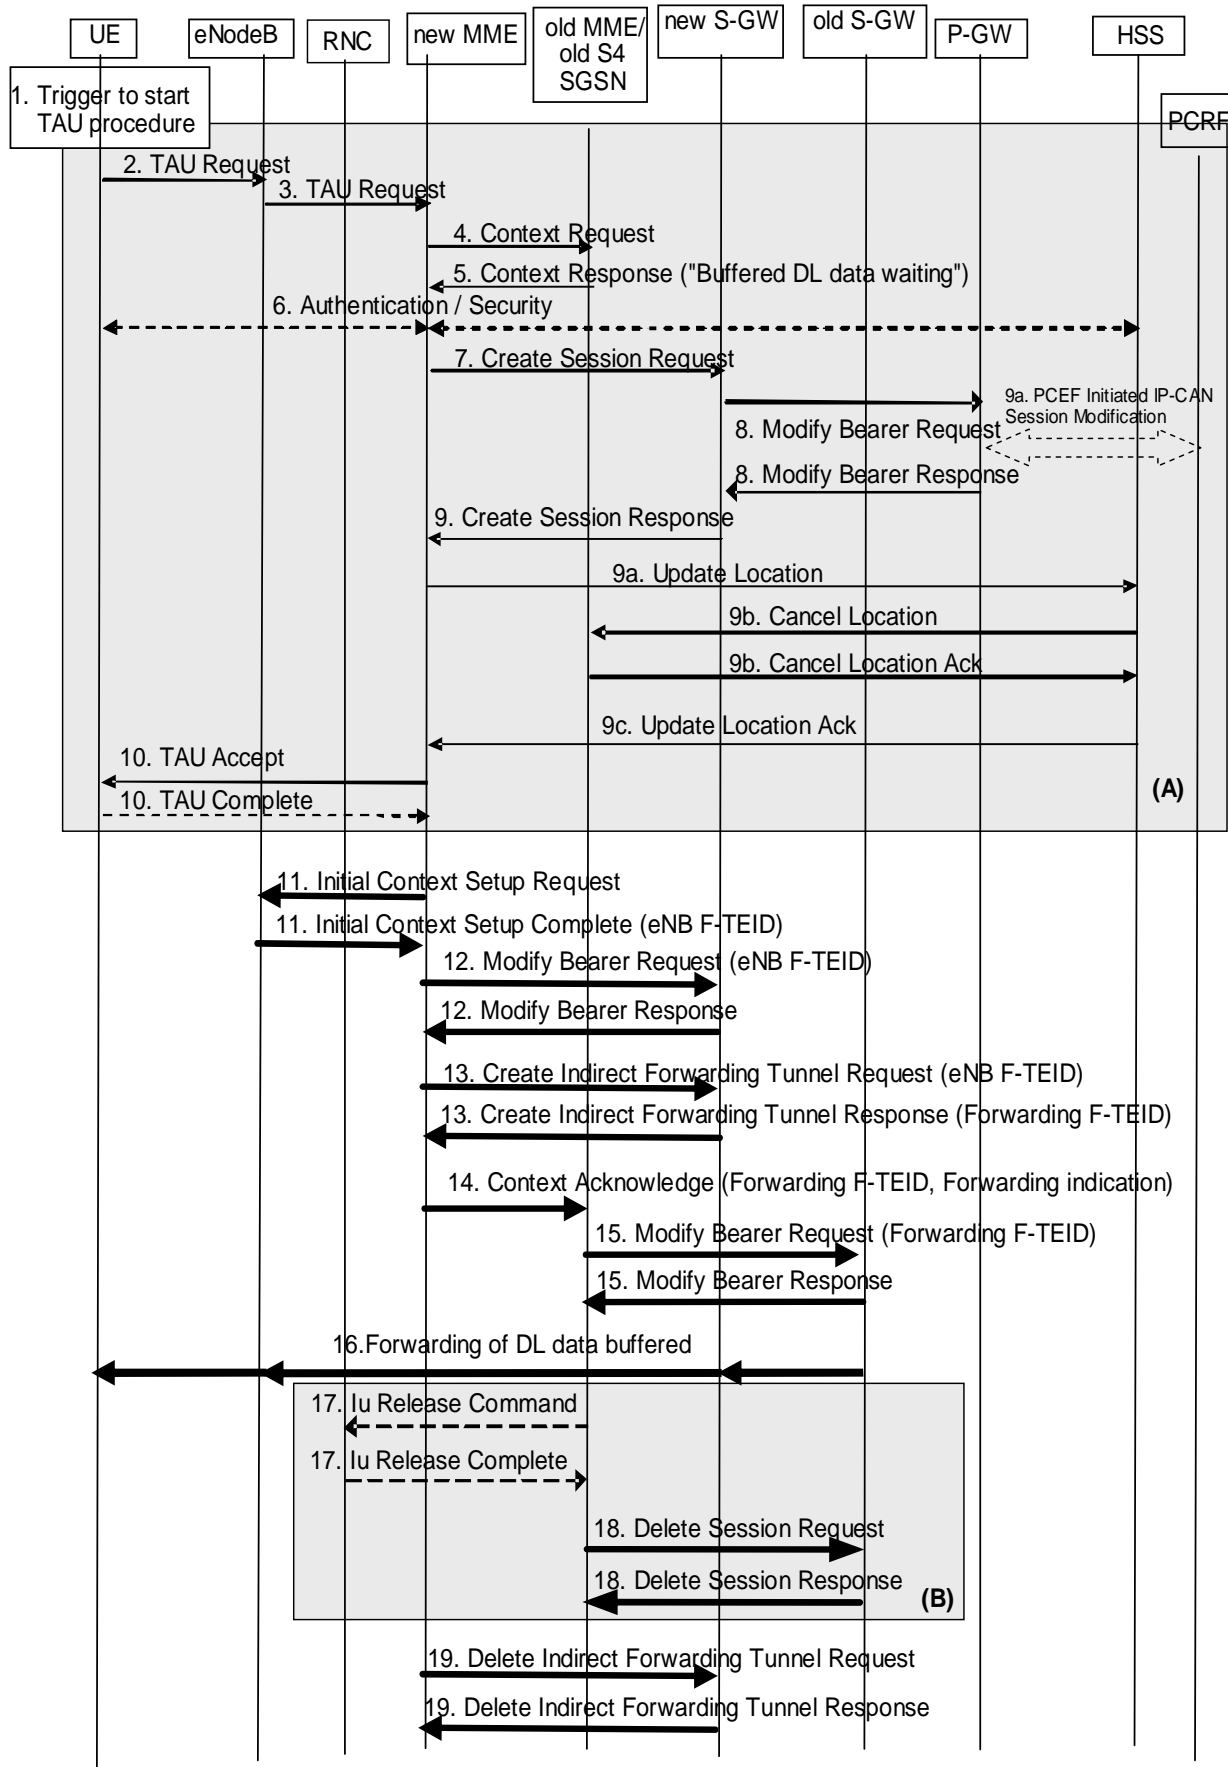 UE
eNodeB
RNC
new MME
old MME/
old S4
SGSN
new S-GW
old S-GW
P-GW
HSS
1. Trigger to start
TAU procedure
PCRF
2. TAU Request
3. TAU Request
4. Context Request
5. Context Response ("Buffered DL data waiting")
6. Authentication / Security
7. Create Session Request
9a. PCEF Initiated IP-CAN
Session Modification
8. Modify Bearer Request
8. Modify Bearer Response
9. Create Session Response
9a. Update Location
9b. Cancel Location
9b. Cancel Location Ack
9c. Update Location Ack
10. TAU Accept
10. TAU Complete
(A)
11. Initial Context Setup Request
11. Initial Context Setup Complete (eNB F-TEID)
12. Modify Bearer Request (eNB F-TEID)
12. Modify Bearer Response
13. Create Indirect Forwarding Tunnel Request (eNB F-TEID)
13. Create Indirect Forwarding Tunnel Response (Forwarding F-TEID)
14. Context Acknowledge (Forwarding F-TEID, Forwarding indication)
15. Modify Bearer Request (Forwarding F-TEID)
15. Modify Bearer Response
16.Forwarding of DL data buffered
17. Iu Release Command
17. Iu Release Complete
18. Delete Session Request
18. Delete Session Response
(B)
19. Delete Indirect Forwarding Tunnel Request
19. Delete Indirect Forwarding Tunnel Response